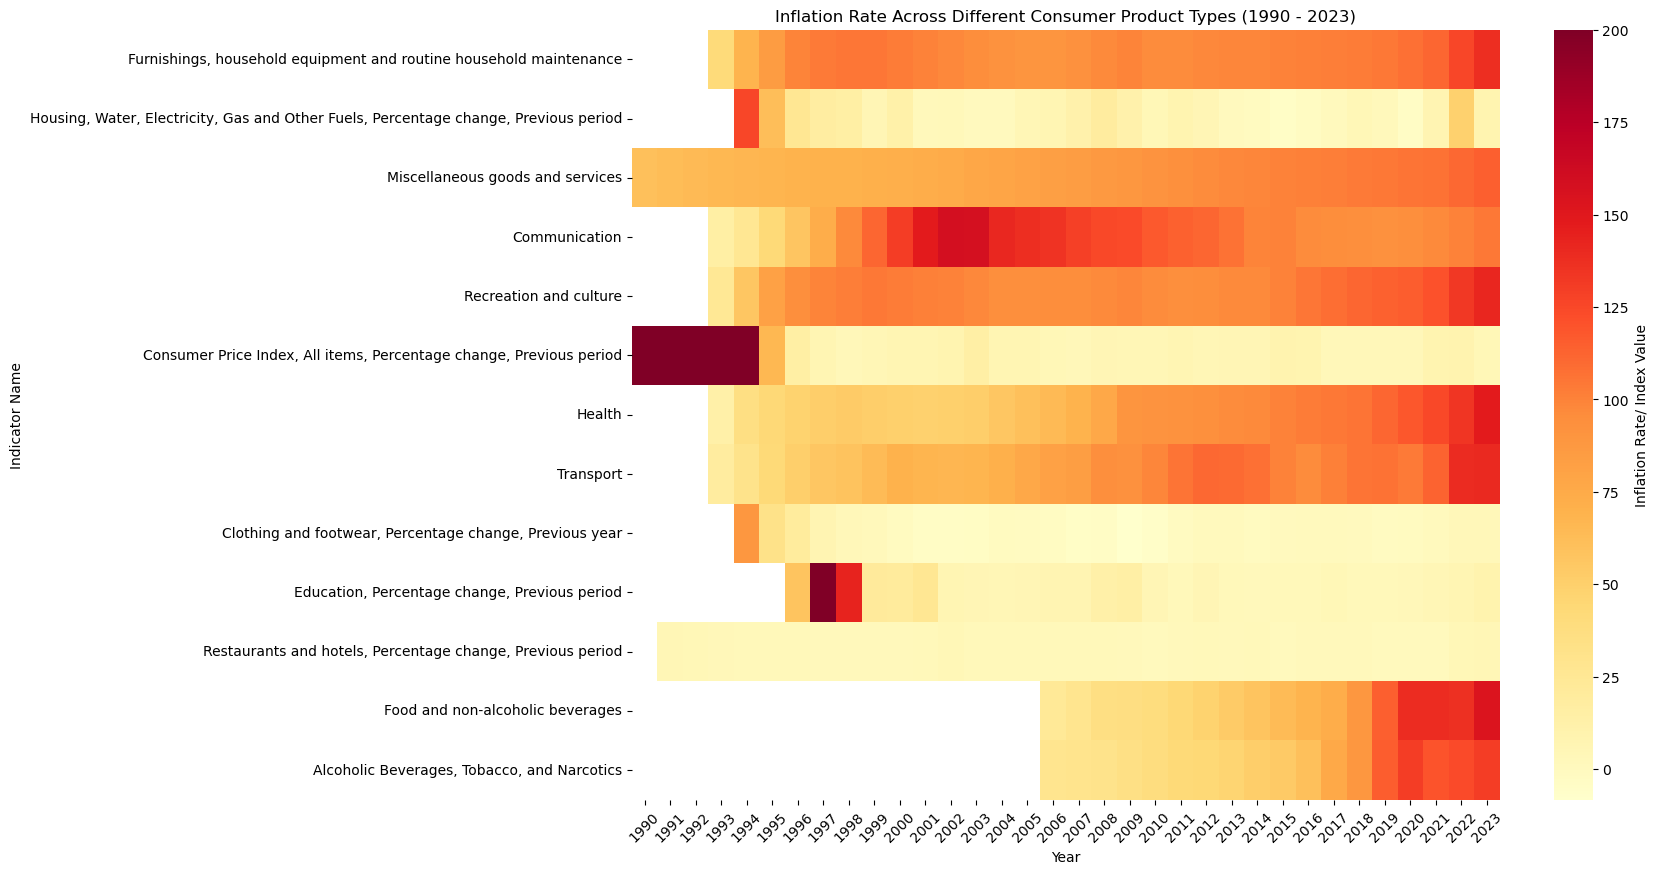 Inflation Rate Across Different Consumer Product Types (1990 - 2023)
Indicator Name
Furnishings, household equipment and routine household maintenance
Housing, Water, Electricity, Gas and Other Fuels, Percentage change, Previous period
Miscellaneous goods and services
Communication
Recreation and culture
Consumer Price Index, All items, Percentage change, Previous period
Health
Transport
Clothing and footwear, Percentage change, Previous year
Education, Percentage change, Previous period
Restaurants and hotels, Percentage change, Previous period
Food and non-alcoholic beverages
Alcoholic Beverages, Tobacco, and Narcotics
1990 1991 1992 1993 1994 1995 1996 1997 1998 1999 2000 2001 2002 2003 2004 2005 2006 2007 2008 2009 2010 2011 2012 2013 2014 2015 2016 2017 2018 2019 2020 2021 2022 2023
Year
200
175
150
125
100
75
50
25
0
Inflation Rate/ Index Value